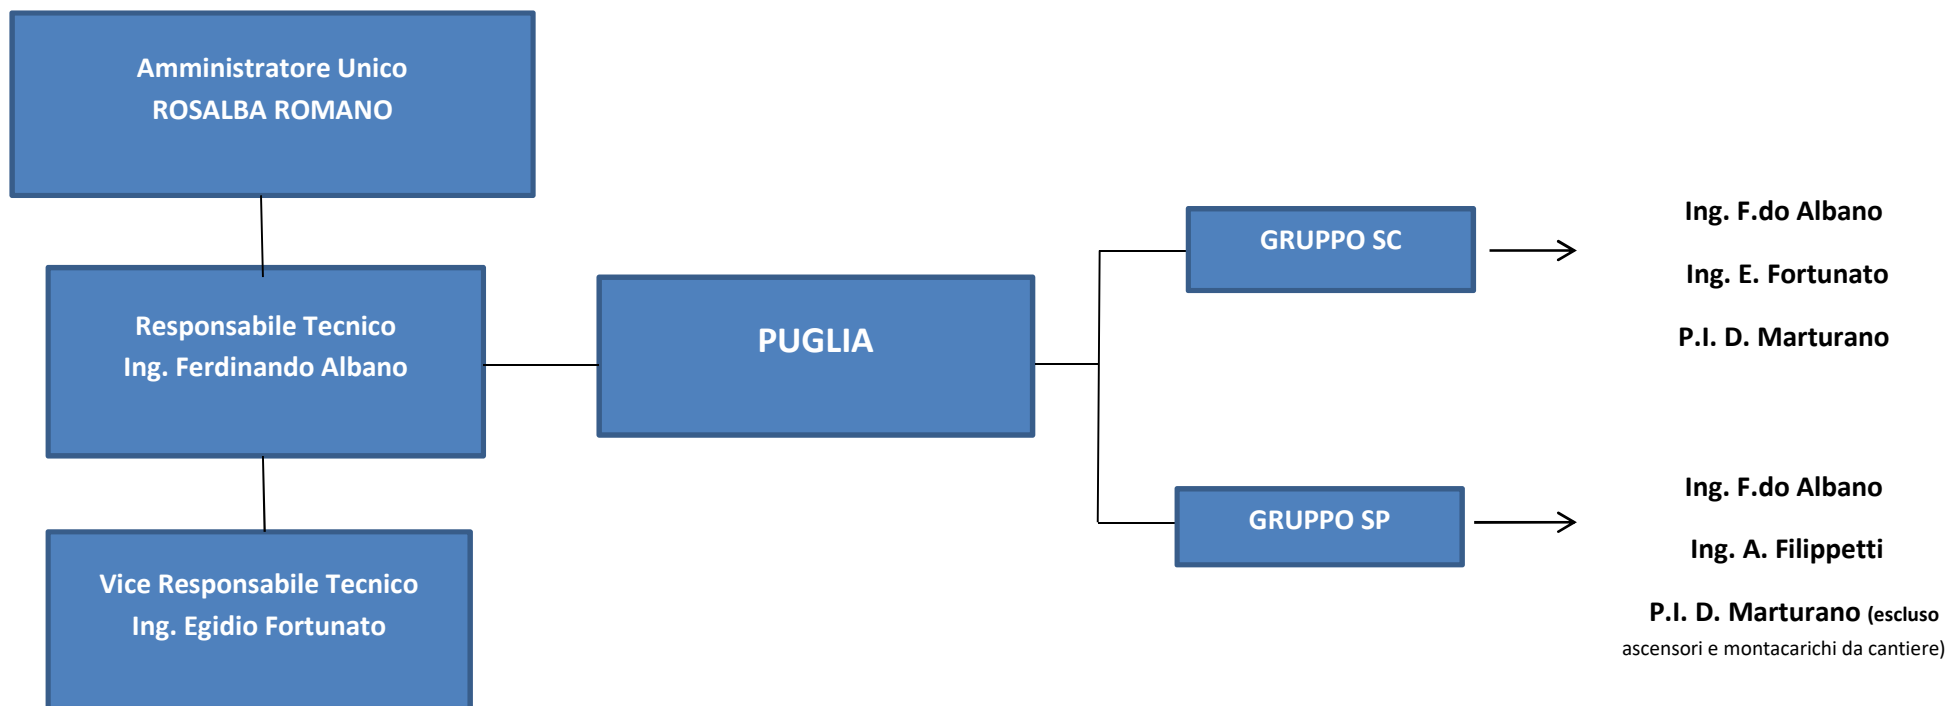 Amministratore Unico
ROSALBA ROMANO
Responsabile Tecnico
Ing. Ferdinando Albano
Vice Responsabile Tecnico
Ing. Egidio Fortunato
PUGLIA
GRUPPO SC
Ing. F.do Albano
Ing. E. Fortunato
P.I. D. Marturano
GRUPPO SP
Ing. F.do Albano
Ing. A. Filippetti
P.I. D. Marturano (escluso
ascensori e montacarichi da cantiere)